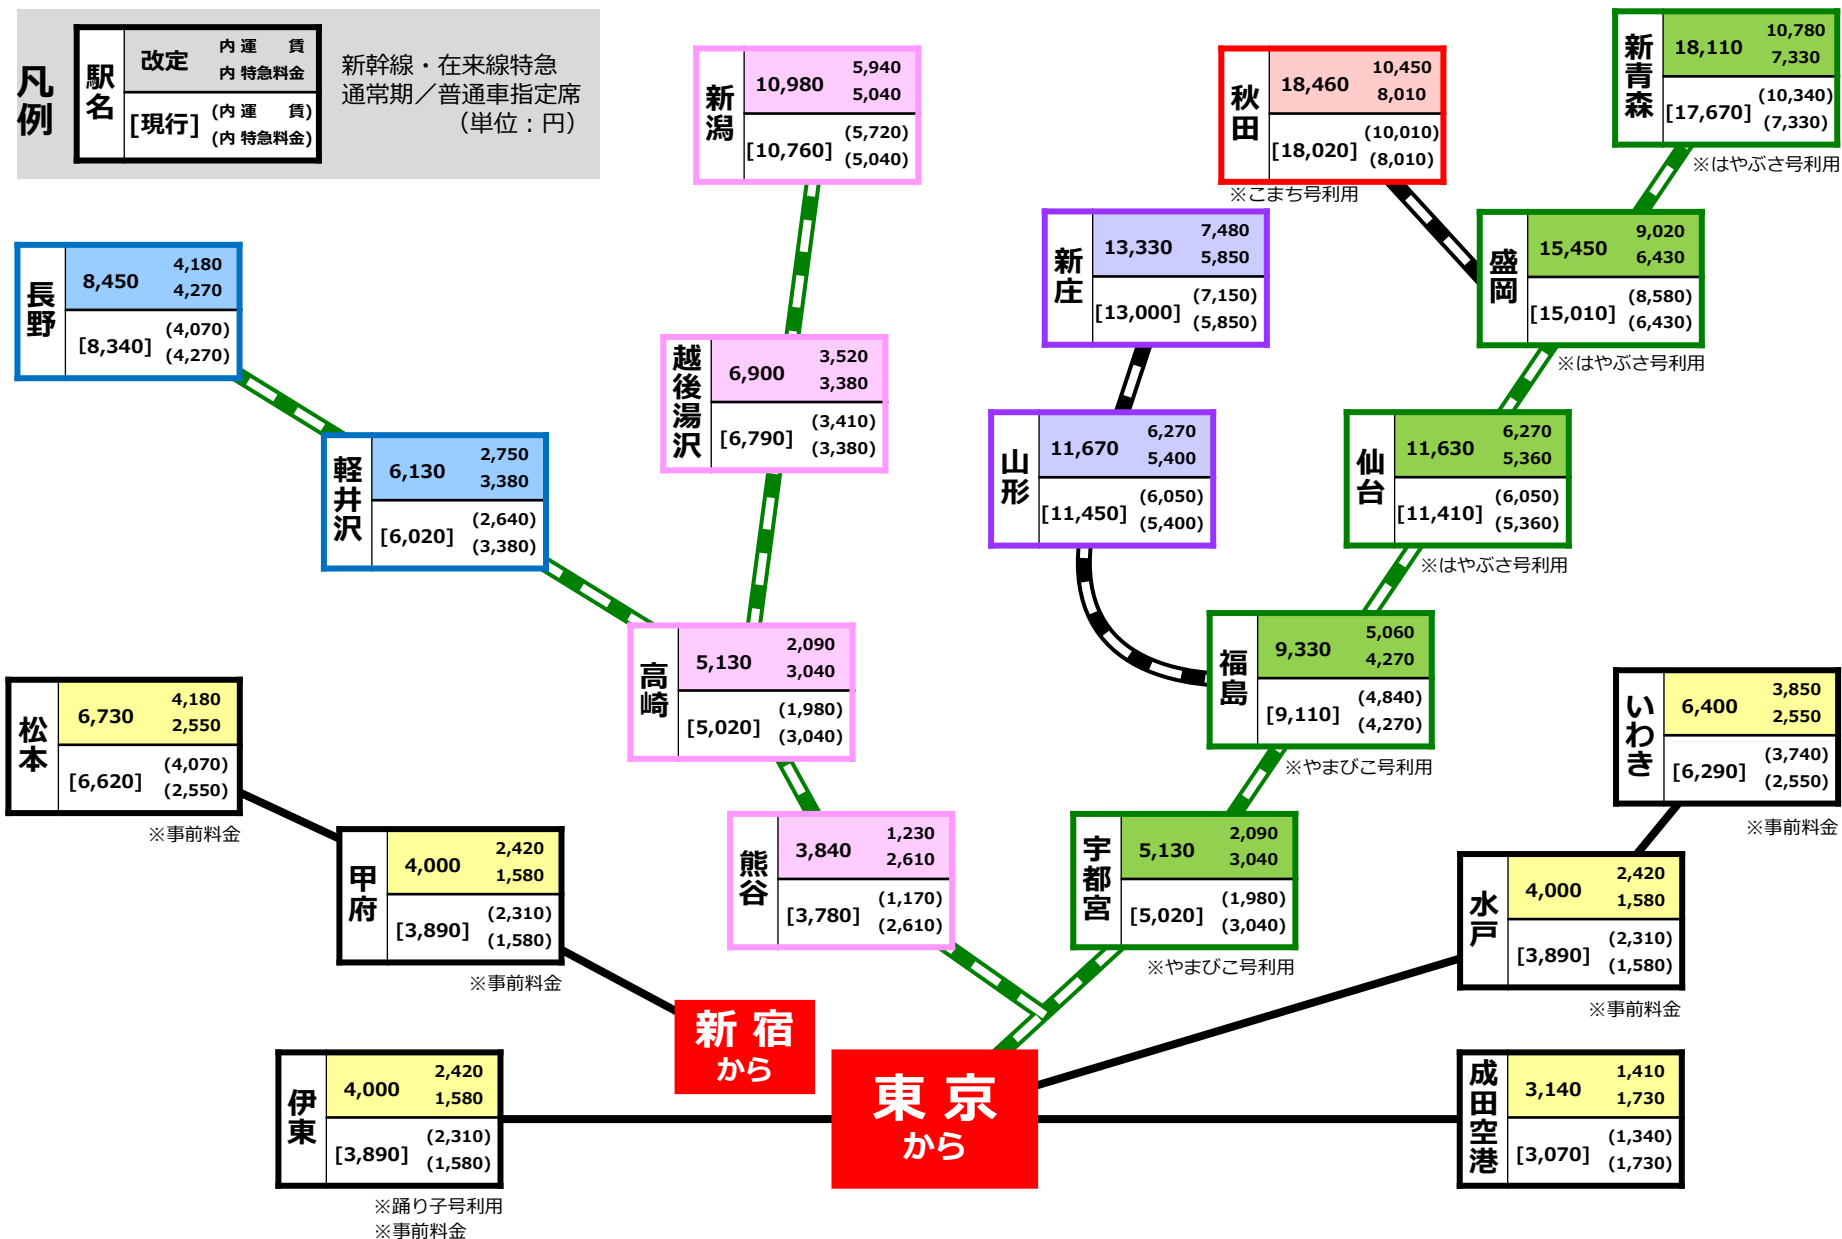 凡例
駅名
改定
内 運 賃
内 特急料金
[現行]
(内 運 賃)
(内 特急料金)
新幹線・在来線特急
通常期／普通車指定席
（単位：円）
新潟
10,980
5,940
5,040
[10,760]
(5,720)
(5,040)
秋田
18,460
10,450
8,010
[18,020]
(10,010)
(8,010)
※こまち号利用
新青森
18,110
10,780
7,330
[17,670]
(10,340)
(7,330)
※はやぶさ号利用
長野
8,450
4,180
4,270
[8,340]
(4,070)
(4,270)
新庄
13,330
7,480
5,850
[13,000]
(7,150)
(5,850)
盛岡
15,450
9,020
6,430
[15,010]
(8,580)
(6,430)
※はやぶさ号利用
越後湯沢
6,900
3,520
3,380
[6,790]
(3,410)
(3,380)
軽井沢
6,130
2,750
3,380
[6,020]
(2,640)
(3,380)
山形
11,670
6,270
5,400
[11,450]
(6,050)
(5,400)
仙台
11,630
6,270
5,360
[11,410]
(6,050)
(5,360)
※はやぶさ号利用
高崎
5,130
2,090
3,040
[5,020]
(1,980)
(3,040)
福島
9,330
5,060
4,270
[9,110]
(4,840)
(4,270)
※やまびこ号利用
松本
6,730
4,180
2,550
[6,620]
(4,070)
(2,550)
※事前料金
いわき
6,400
3,850
2,550
[6,290]
(3,740)
(2,550)
※事前料金
甲府
4,000
2,420
1,580
[3,890]
(2,310)
(1,580)
※事前料金
熊谷
3,840
1,230
2,610
[3,780]
(1,170)
(2,610)
宇都宮
5,130
2,090
3,040
[5,020]
(1,980)
(3,040)
※やまびこ号利用
水戸
4,000
2,420
1,580
[3,890]
(2,310)
(1,580)
※事前料金
新宿
から
東京
から
伊東
4,000
2,420
1,580
[3,890]
(2,310)
(1,580)
※踊り子号利用
※事前料金
成田空港
3,140
1,410
1,730
[3,070]
(1,340)
(1,730)